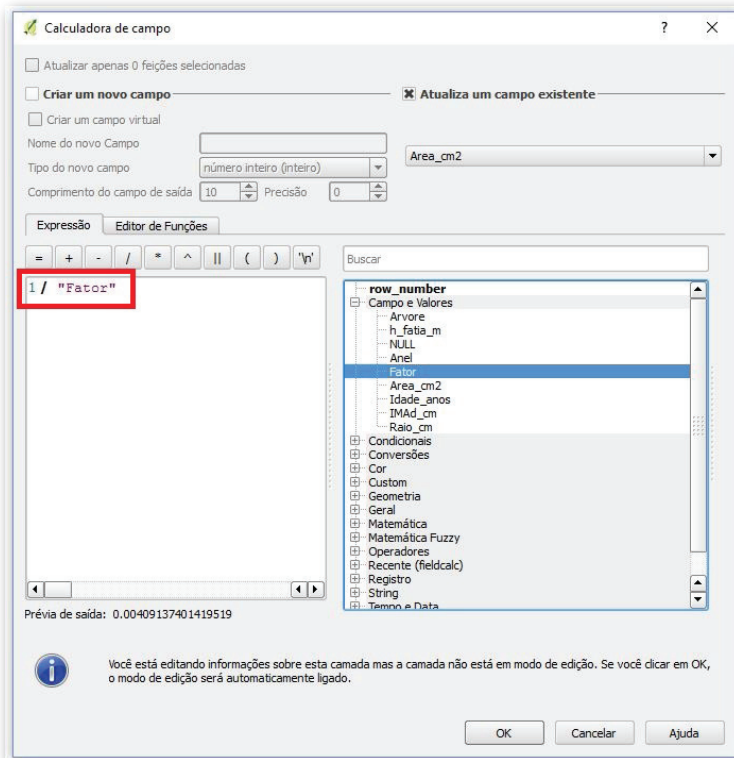 Calculadora de campo ? X
Atualizar apenas 0 feições selecionadas
Criar um novo campo
Atualiza um campo existente
Criar um campo virtual
Nome do novo Campo
Area_cm2
Tipo do novo campo número inteiro (inteiro)
Comprimento do campo de saída 10 Precisão 0
Expressão Editor de Funções
= + - / * ^ || ( ) '\n'
Buscar
1 / "Fator"
row_number
Campo e Valores
Arvore
h_fatia_m
NULL
Anel
Fator
Area_cm2
Idade_anos
IMAd_cm
Raio_cm
Condicionais
Conversões
Cor
Custom
Geometria
Geral
Matemática
Matemática Fuzzy
Operadores
Recente (fieldcalc)
Registro
String
Tempo e Data
Prévia de saída: 0.00409137401419519
Você está editando informações sobre esta camada mas a camada não está em modo de edição. Se você clicar em OK,
o modo de edição será automaticamente ligado.
OK Cancelar Ajuda